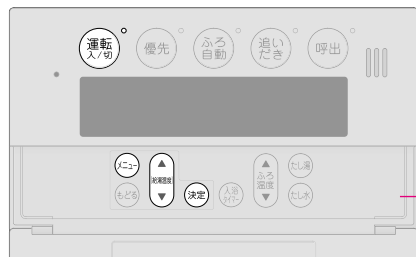 運転
入/切
優先
ふろ
自動
追い
だき
呼出
メニュー
給湯温度
ふろ
温度
たし湯
もどる
決定
入浴
タイマー
たし水